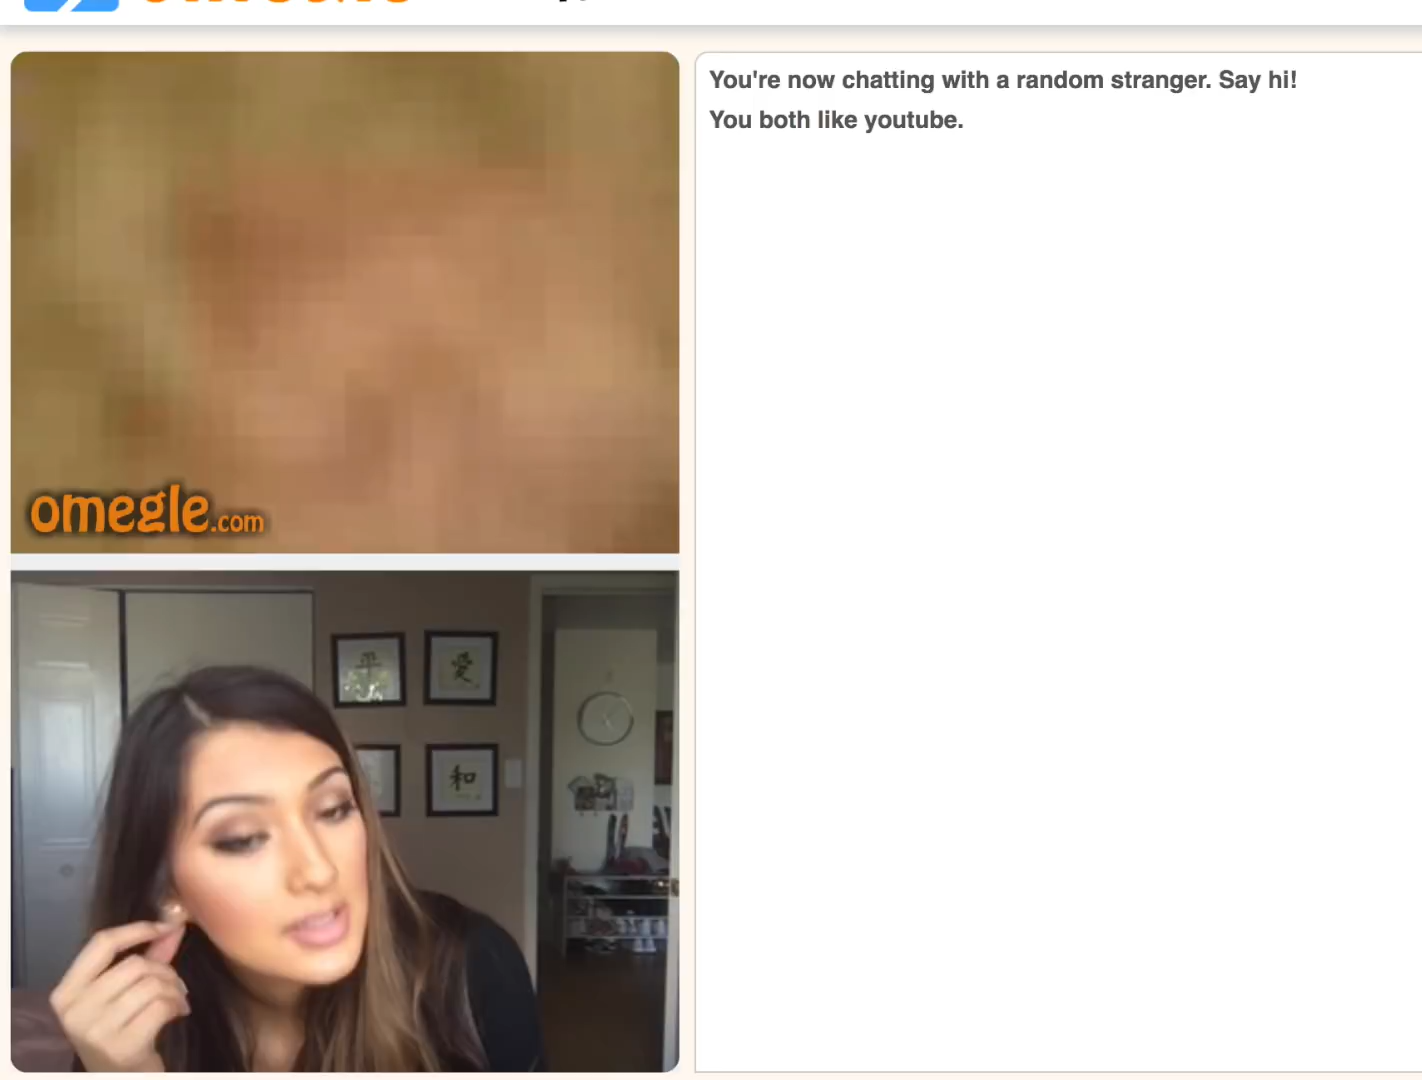 You're now chatting with a random stranger. Say hi!
You both like youtube.
omegle.com
平
愛
和